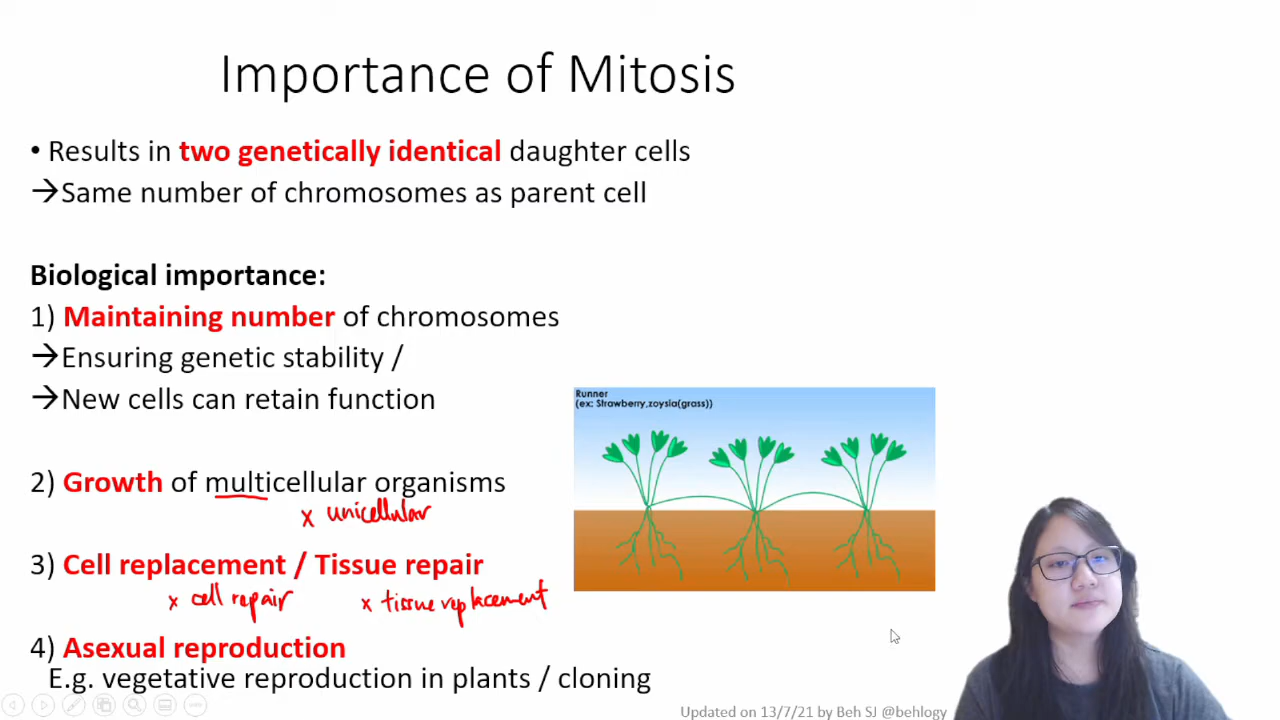 Importance of Mitosis
• Results in two genetically identical daughter cells
→Same number of chromosomes as parent cell
Biological importance:
1) Maintaining number of chromosomes
→Ensuring genetic stability /
→New cells can retain function
Runner
(ex: Strawberry,zoysia(grass))
2) Growth of multicellular organisms
x unicellular
3) Cell replacement / Tissue repair
x cell repair x tissue replacement
4) Asexual reproduction
E.g. vegetative reproduction in plants / cloning
Updated on 13/7/21 by Beh SJ @behlogy